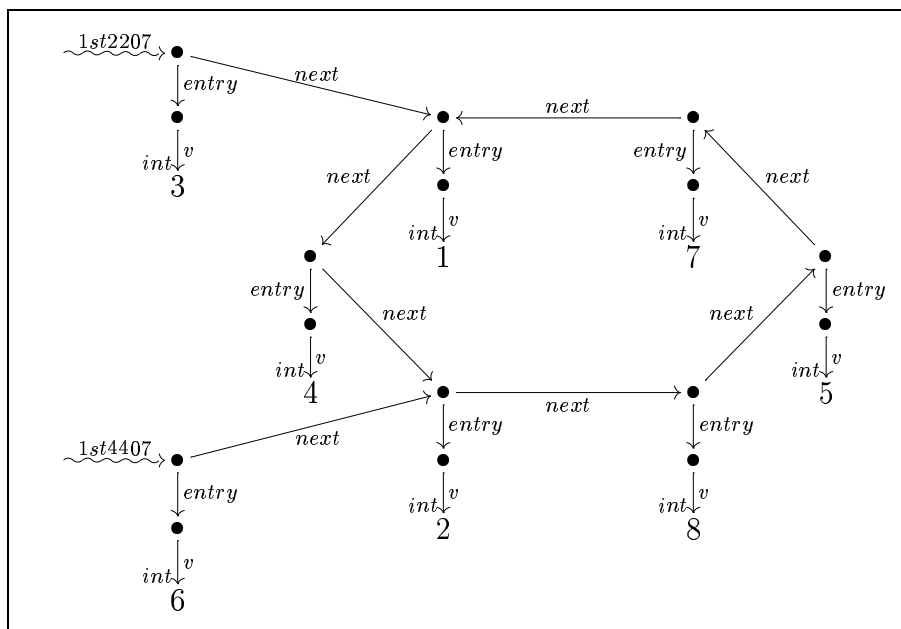 1st2207
next
entry
next
v
int
3
entry
entry
next
next
v
int
1
v
int
7
entry
next
entry
next
v
int
4
v
int
5
next
entry
entry
1st4407
next
entry
v
int
2
v
int
8
v
int
6